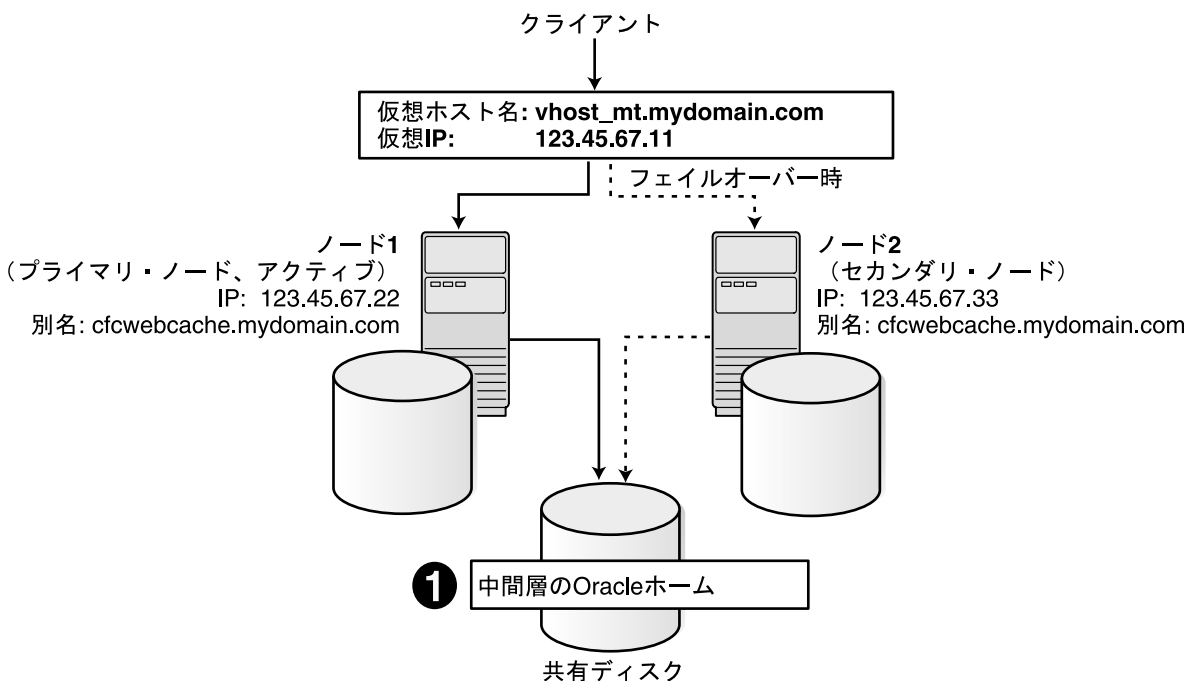 クライアント
仮想ホスト名: vhost_mt.mydomain.com
仮想IP: 123.45.67.11
フェイルオーバー時
ノード1
（プライマリ・ノード、アクティブ）
IP: 123.45.67.22
別名: cfcwebcache.mydomain.com
ノード2
（セカンダリ・ノード）
IP: 123.45.67.33
別名: cfcwebcache.mydomain.com
❶ 中間層のOracleホーム
共有ディスク